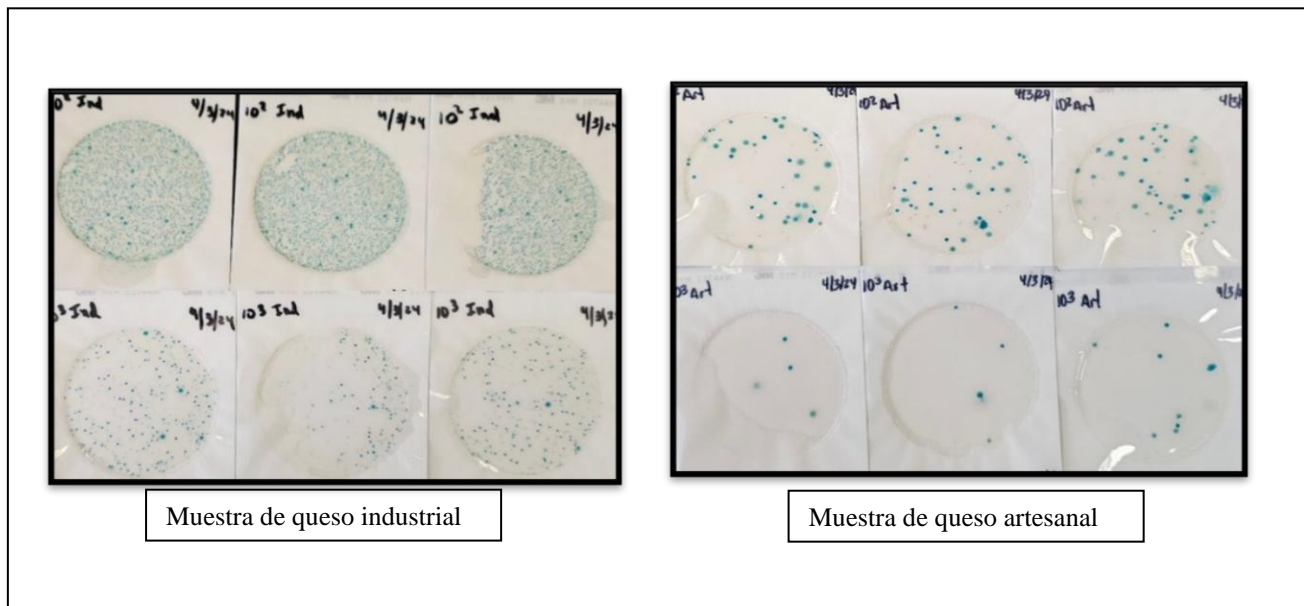 10² Ind 4/3/24
10² Ind 4/3/24
10² Ind 4/3/24
Ind 4/3/24
10³ Ind 4/3/24
10³ Ind
Art
10² Art
10² Art
10³ Art 4/3/24
10³ Art
10³ Art
Muestra de queso industrial
Muestra de queso artesanal